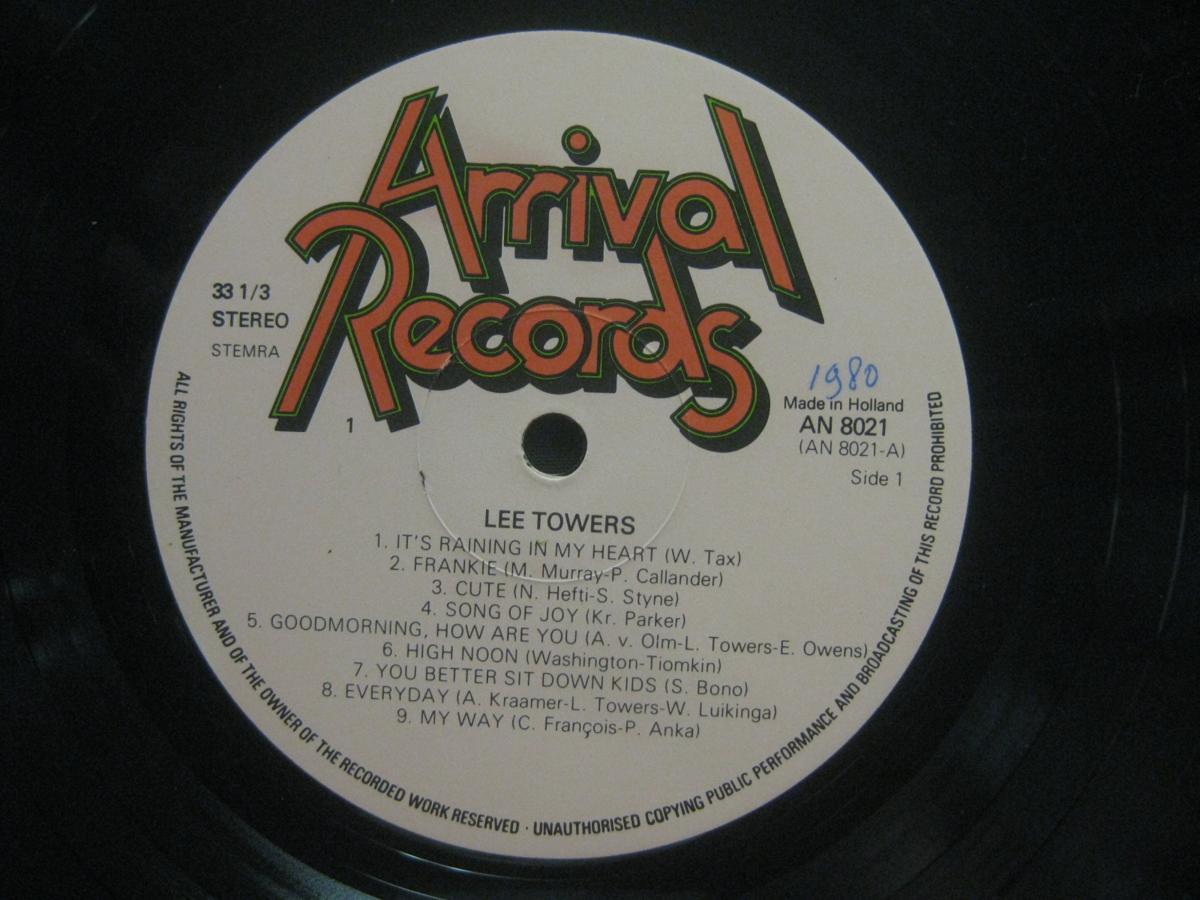 Arrival
Records
33 1/3
STEREO
STEMRA
1
1980
Made in Holland
AN 8021
(AN 8021-A)
Side 1
LEE TOWERS
1. IT'S RAINING IN MY HEART (W. Tax)
2. FRANKIE (M. Murray-P. Callander)
3. CUTE (N. Hefti-S. Styne)
4. SONG OF JOY (Kr. Parker)
5. GOODMORNING, HOW ARE YOU (A. v. Olm-L. Towers-E. Owens)
6. HIGH NOON (Washington-Tiomkin)
7. YOU BETTER SIT DOWN KIDS (S. Bono)
8. EVERYDAY (A. Kraamer-L. Towers-W. Luikinga)
9. MY WAY (C. François-P. Anka)
ALL RIGHTS OF THE MANUFACTURER AND OF THE OWNER OF THE RECORDED WORK RESERVED · UNAUTHORISED COPYING PUBLIC PERFORMANCE AND BROADCASTING OF THIS RECORD PROHIBITED